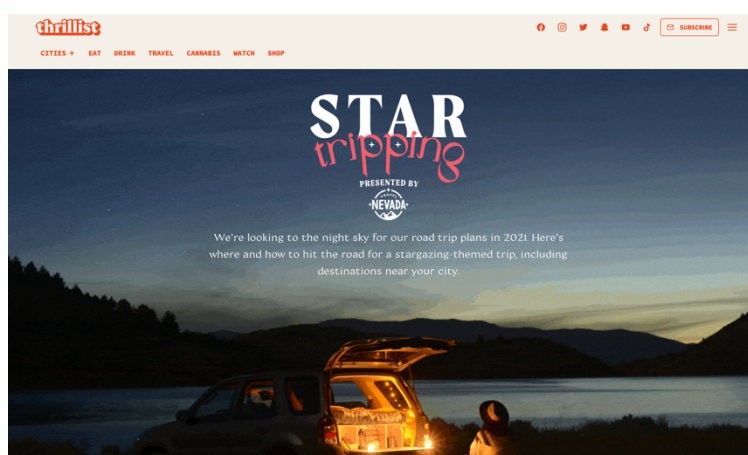 thrillist
SUBSCRIBE
CITIES + EAT DRINK TRAVEL CANNABIS WATCH SHOP
STAR
tripping
PRESENTED BY
TRAVEL
NEVADA
We're looking to the night sky for our road trip plans in 2021. Here's
where and how to hit the road for a stargazing-themed trip, including
destinations near your city.